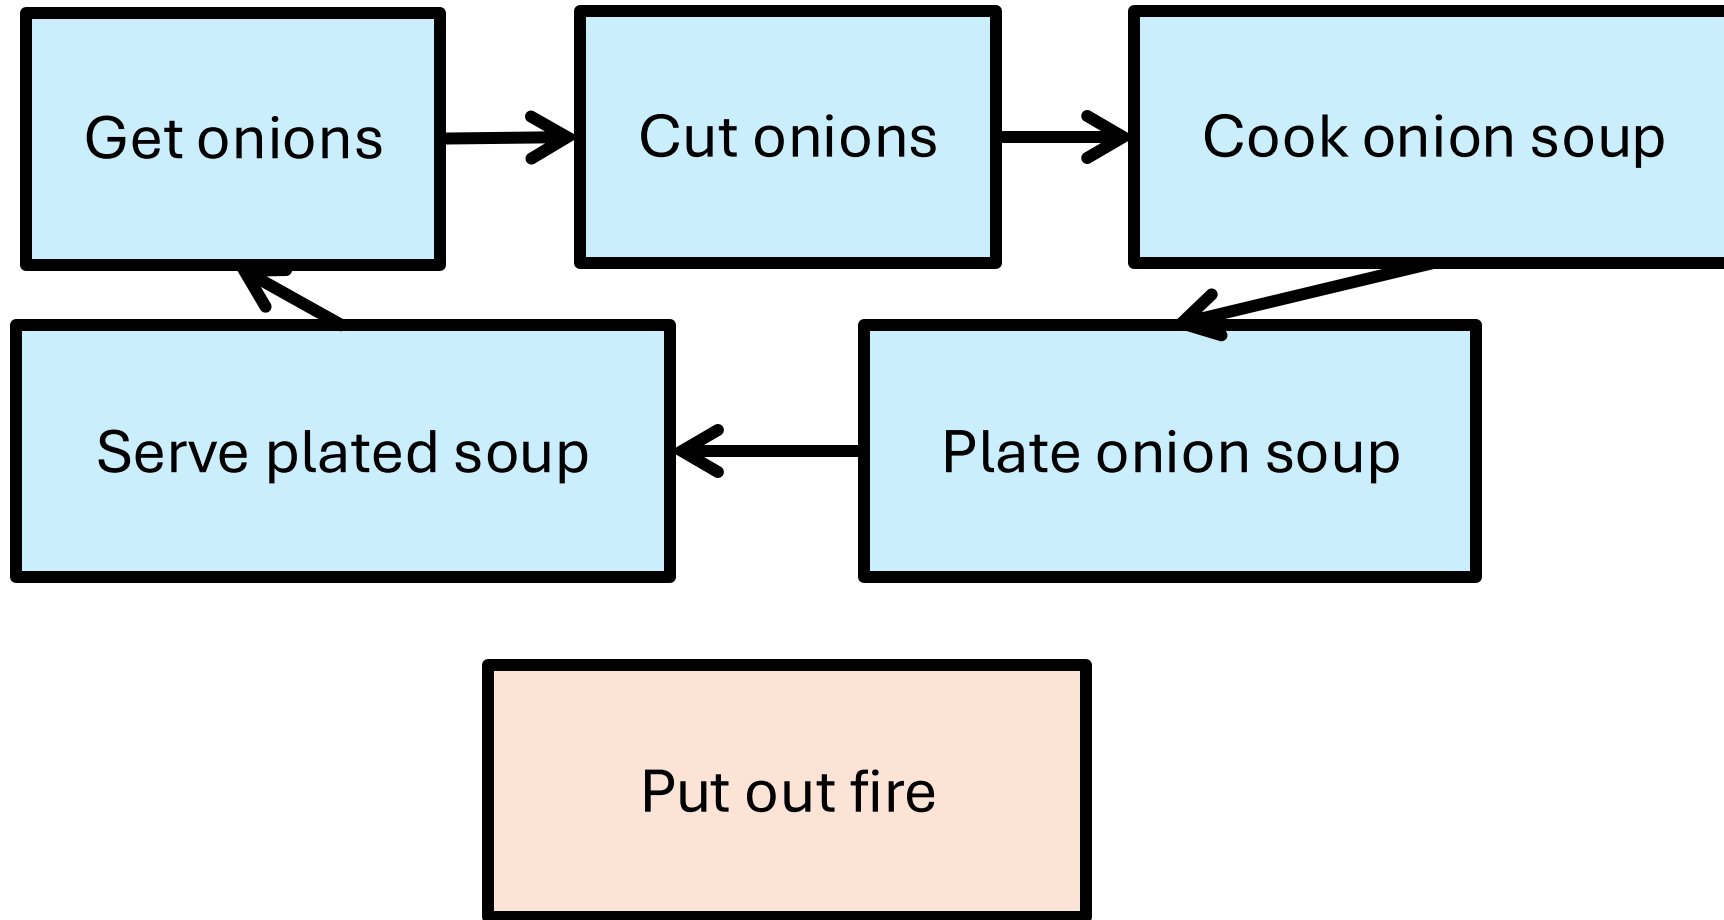 Get onions
Cut onions
Cook onion soup
Serve plated soup
Plate onion soup
Put out fire